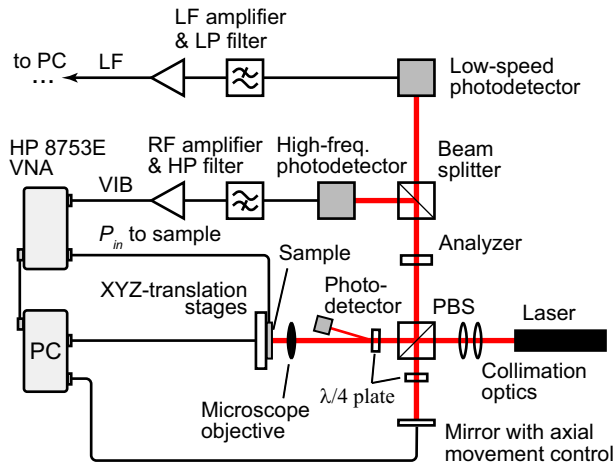 LF amplifier
& LP filter
to PC
...
LF
Low-speed
photodetector
HP 8753E
VNA
RF amplifier
& HP filter
High-freq.
photodetector
Beam
splitter
VIB
Pin to sample
Sample
Analyzer
XYZ-translation
stages
Photo-
detector
PBS
Laser
PC
λ/4 plate
Collimation
optics
Microscope
objective
Mirror with axial
movement control